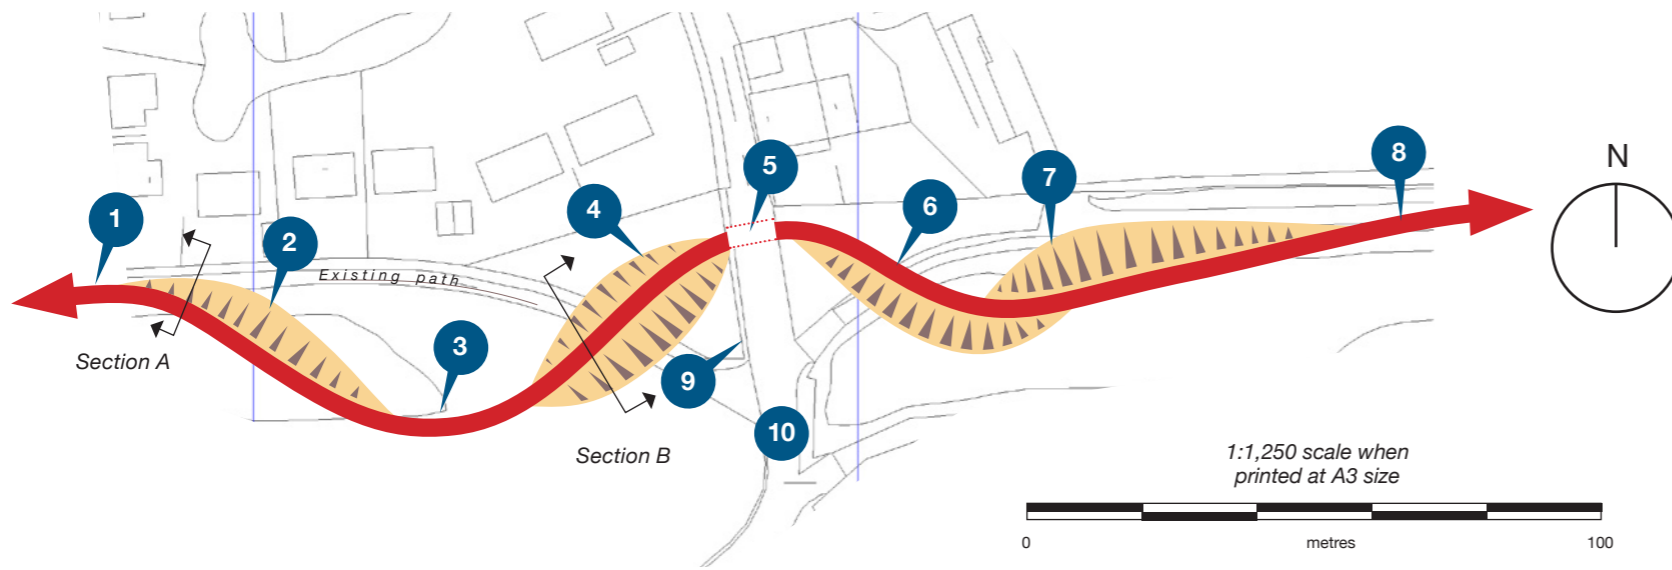 1
2
3
4
5
6
7
8
9
10
N
Existing path
Section A
Section B
1:1,250 scale when
printed at A3 size
0 metres 100